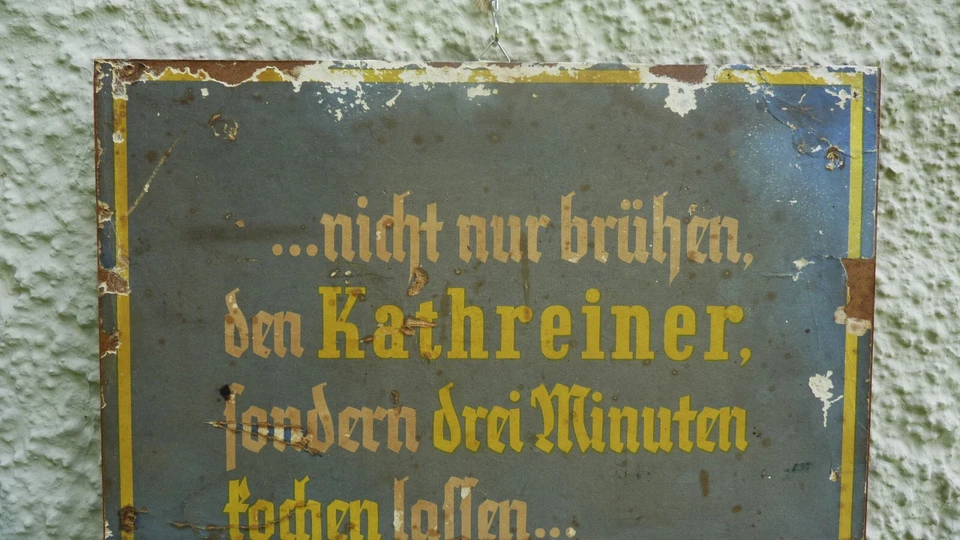 ...nicht nur brühen,
den Kathreiner,
sondern drei Minuten
kochen lassen...